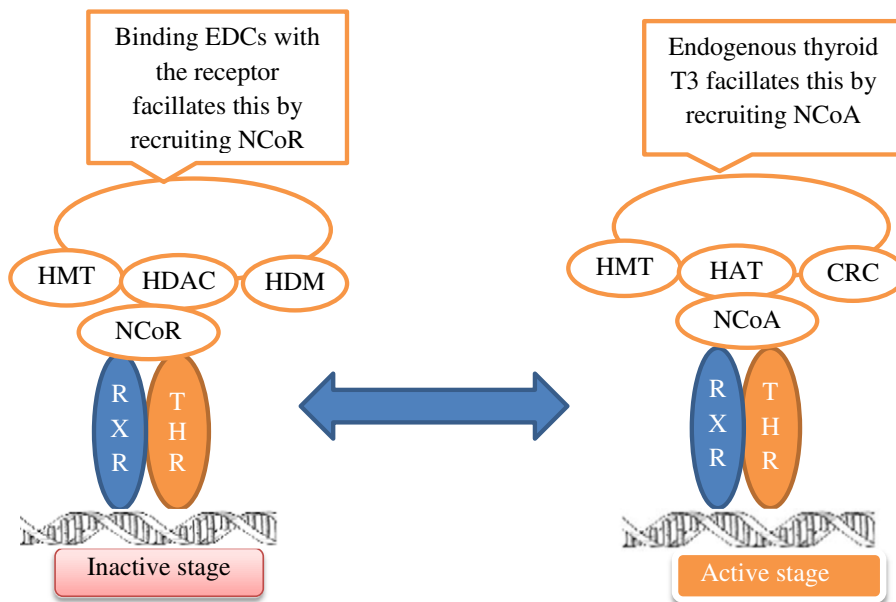 Binding EDCs with
the receptor
facillates this by
recruiting NCoR
HMT
HDAC
HDM
NCoR
R
X
R
T
H
R
Inactive stage
Endogenous thyroid
T3 facillates this by
recruiting NCoA
HMT
HAT
CRC
NCoA
R
X
R
T
H
R
Active stage